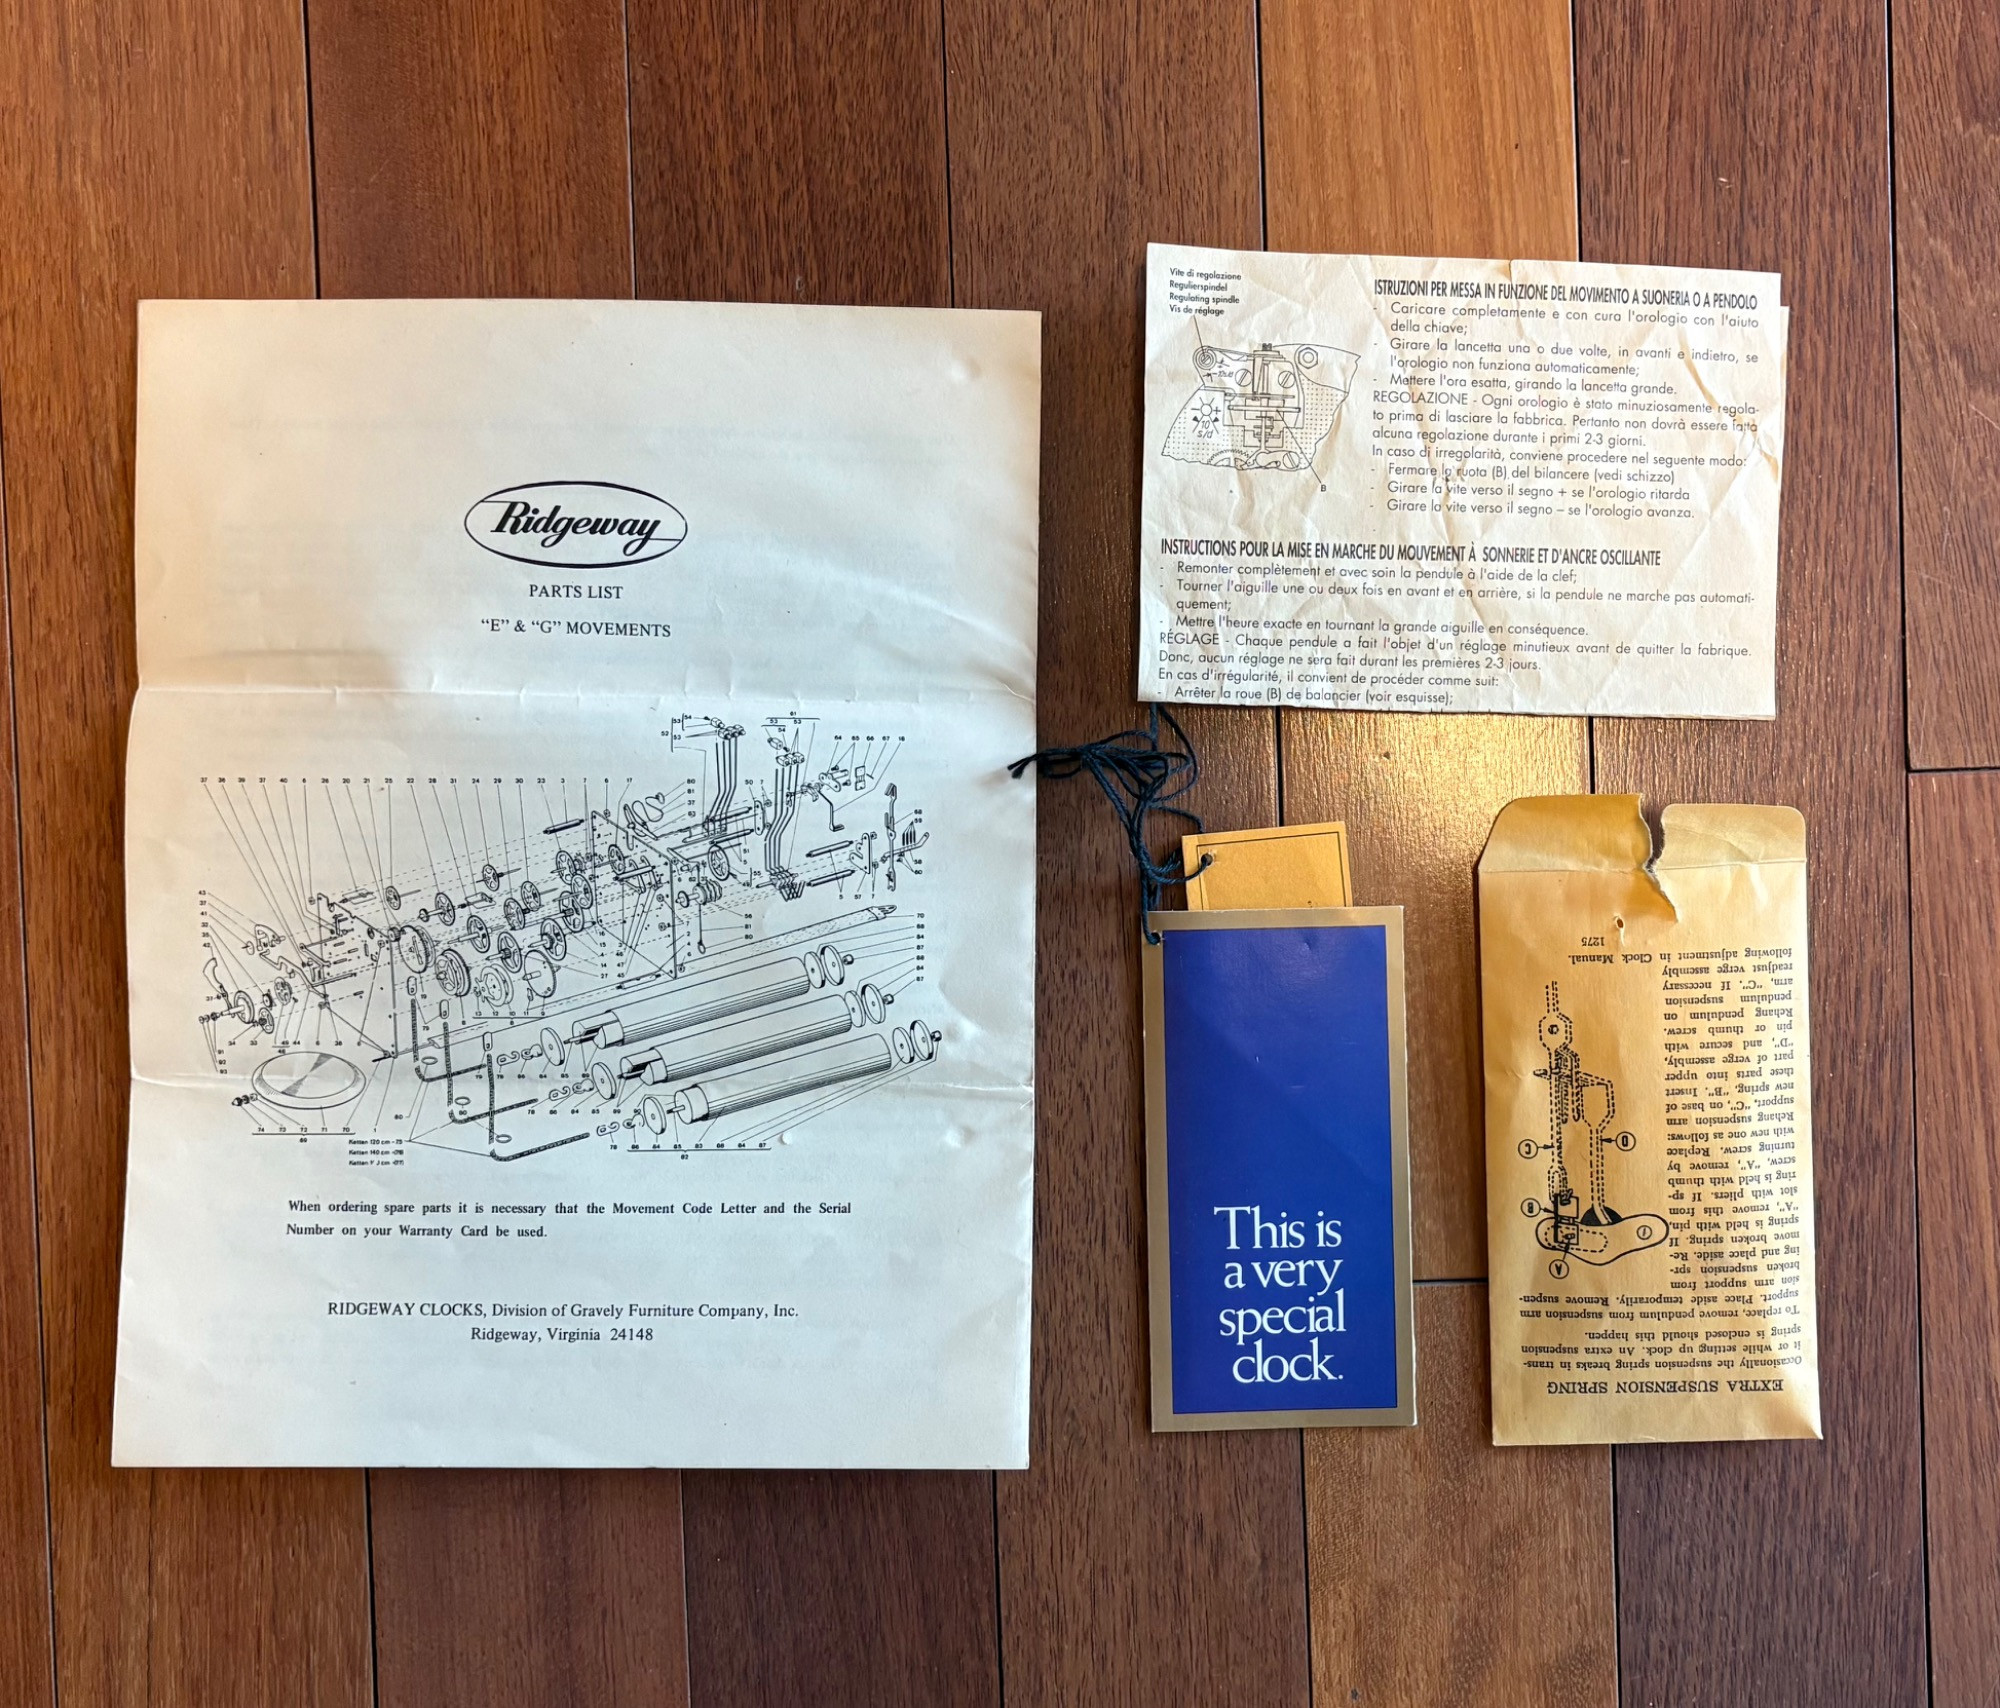 Ridgeway
PARTS LIST
“E” & “G” MOVEMENTS
Ketten 120 cm -75
Ketten 140 cm
When ordering spare parts it is necessary that the Movement Code Letter and the Serial
Number on your Warranty Card be used.
RIDGEWAY CLOCKS, Division of Gravely Furniture Company, Inc.
Ridgeway, Virginia 24148
Vite di regolazione
Regulierspindel
Regulating spindle
Vis de réglage
10
s/d
B
ISTRUZIONI PER MESSA IN FUNZIONE DEL MOVIMENTO A SUONERIA O A PENDOLO
- Caricare completamente e con cura l'orologio con l'aiuto
della chiave;
- Girare la lancetta una o due volte, in avanti e indietro, se
l'orologio non funziona automaticamente;
- Mettere l'ora esatta, girando la lancetta grande.
REGOLAZIONE - Ogni orologio è stato minuziosamente regola-
to prima di lasciare la fabbrica. Pertanto non dovrà essere fatta
alcuna regolazione durante i primi 2-3 giorni.
In caso di irregolarità, conviene procedere nel seguente modo:
- Fermare la ruota (B) del bilancere (vedi schizzo)
- Girare la vite verso il segno + se l'orologio ritarda
- Girare la vite verso il segno – se l'orologio avanza.
INSTRUCTIONS POUR LA MISE EN MARCHE DU MOUVEMENT À SONNERIE ET D'ANCRE OSCILLANTE
- Remonter complètement et avec soin la pendule à l'aide de la clef;
- Tourner l'aiguille une ou deux fois en avant et en arrière, si la pendule ne marche pas automati-
quement;
- Mettre l'heure exacte en tournant la grande aiguille en conséquence.
RÉGLAGE - Chaque pendule a fait l'objet d'un réglage minutieux avant de quitter la fabrique.
Donc, aucun réglage ne sera fait durant les premières 2-3 jours.
En cas d'irrégularité, il convient de procéder comme suit:
- Arrêter la roue (B) de balancier (voir esquisse);
This is
a very
special
clock.
EXTRA SUSPENSION SPRING
Occasionally the suspension spring breaks in trans-
it or while setting up clock. An extra suspension
spring is enclosed should this happen.
To replace, remove pendulum from suspension arm
support. Place aside temporarily. Remove suspen-
sion arm support from
broken suspension spr-
ing and place aside. Re-
move broken spring. If
spring is held with pin,
"A", remove this from
slot with pliers. If sp-
ring is held with thumb
screw, "A", remove by
turning screw. Replace
with new one as follows:
Rehang suspension arm
support, "C", on base of
new spring, "B". Insert
these parts into upper
part of verge assembly,
"D", and secure with
pin or thumb screw.
Rehang pendulum on
pendulum suspension
arm, "C". If necessary
readjust verge assembly
following adjustment in Clock Manual.
1275
A
B
C
D